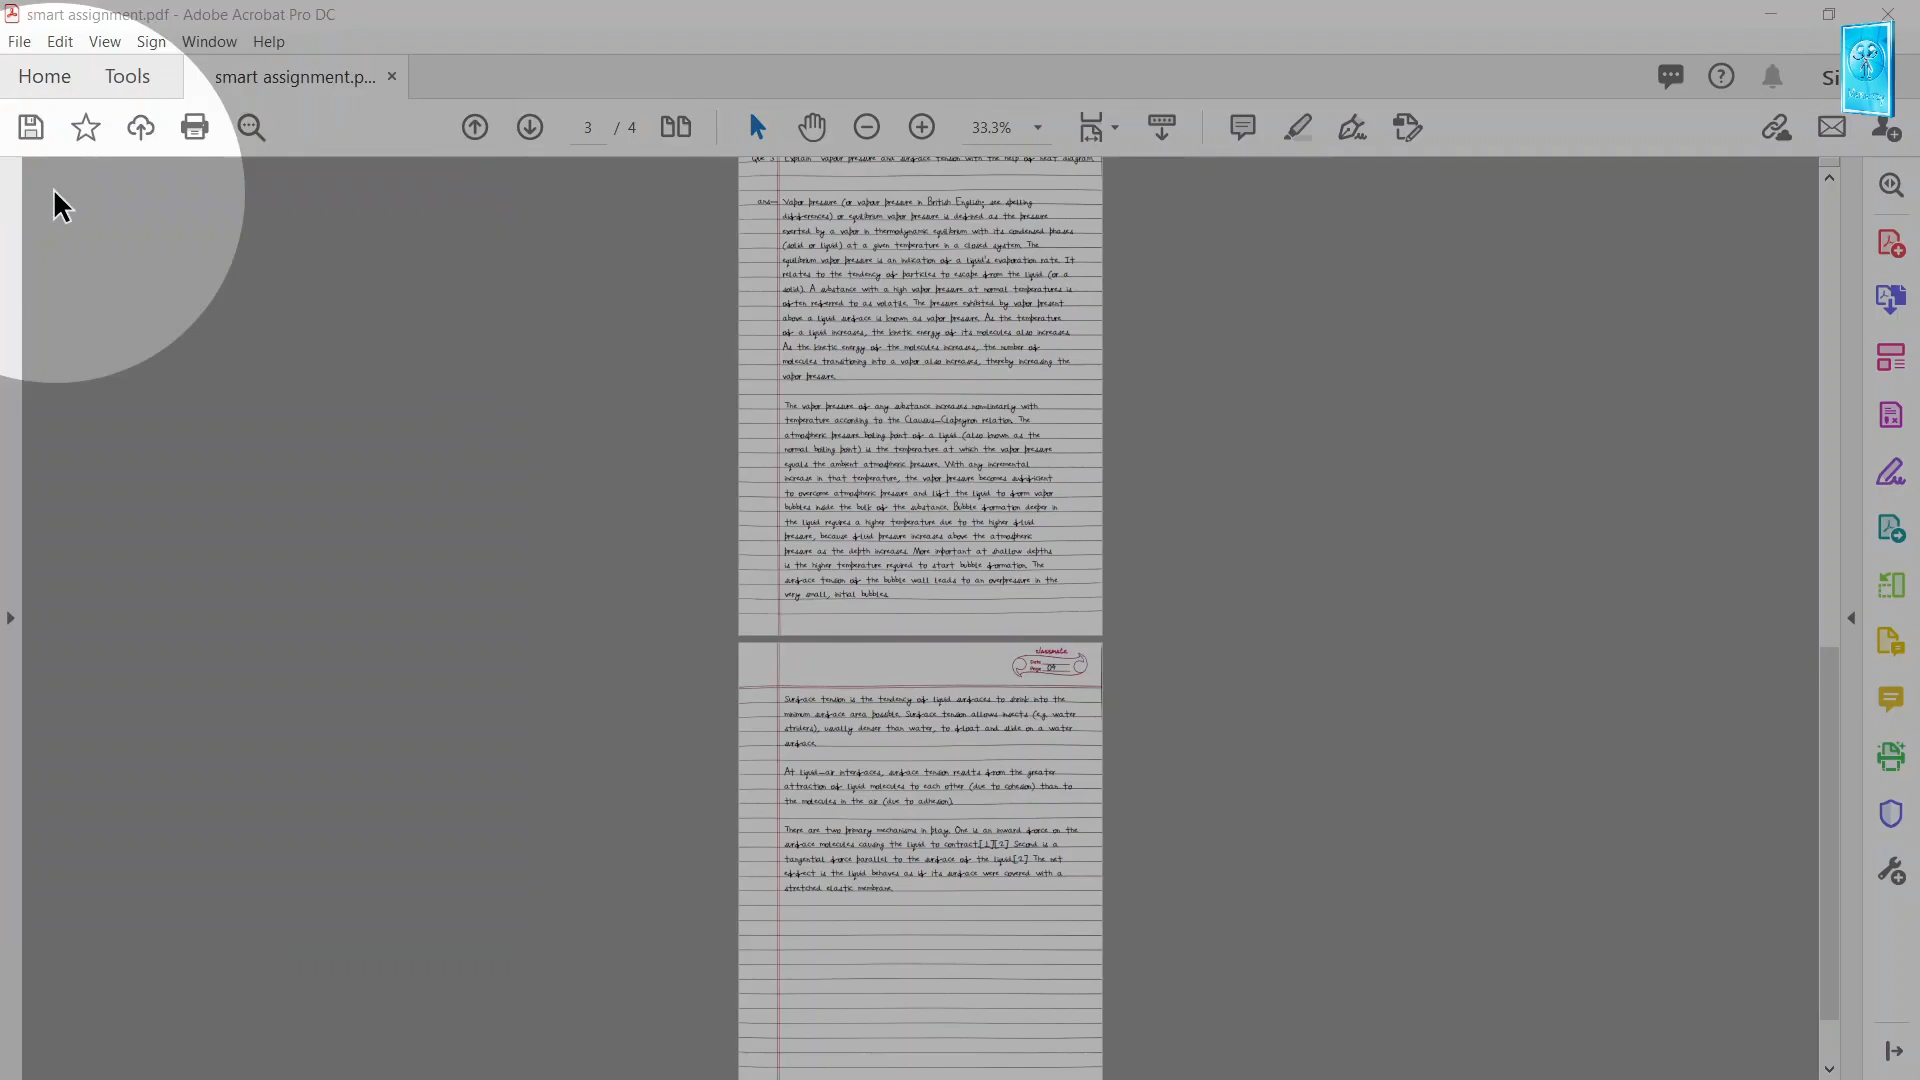 smart assignment.pdf - Adobe Acrobat Pro DC
File Edit View Sign Window Help
Home Tools smart assignment.p... ×
3 / 4 33.3%
Que 3 Explain vapour pressure and surface tension with the help of neat diagram.
ans— Vapor pressure (or vapour pressure in British English; see spelling
differences) or equilibrium vapor pressure is defined as the pressure
exerted by a vapor in thermodynamic equilibrium with its condensed phases
(solid or liquid) at a given temperature in a closed system. The
equilibrium vapor pressure is an indication of a liquid's evaporation rate. It
relates to the tendency of particles to escape from the liquid (or a
solid). A substance with a high vapor pressure at normal temperatures is
often referred to as volatile. The pressure exhibited by vapor present
above a liquid surface is known as vapor pressure. As the temperature
of a liquid increases, the kinetic energy of its molecules also increases.
As the kinetic energy of the molecules increases, the number of
molecules transitioning into a vapor also increases, thereby increasing the
vapor pressure.
The vapor pressure of any substance increases non-linearly with
temperature according to the Clausius—Clapeyron relation. The
atmospheric pressure boiling point of a liquid (also known as the
normal boiling point) is the temperature at which the vapor pressure
equals the ambient atmospheric pressure. With any incremental
increase in that temperature, the vapor pressure becomes sufficient
to overcome atmospheric pressure and lift the liquid to form vapor
bubbles inside the bulk of the substance. Bubble formation deeper in
the liquid requires a higher temperature due to the higher fluid
pressure, because fluid pressure increases above the atmospheric
pressure as the depth increases. More important at shallow depths
is the higher temperature required to start bubble formation. The
surface tension of the bubble wall leads to an overpressure in the
very small, initial bubbles.
classmate
Date
Page 04
Surface tension is the tendency of liquid surfaces to shrink into the
minimum surface area possible. Surface tension allows insects (e.g. water
striders), usually denser than water, to float and slide on a water
surface.
At liquid—air interfaces, surface tension results from the greater
attraction of liquid molecules to each other (due to cohesion) than to
the molecules in the air (due to adhesion).
There are two primary mechanisms in play. One is an inward force on the
surface molecules causing the liquid to contract.[1][2] Second is a
tangential force parallel to the surface of the liquid.[2] The net
effect is the liquid behaves as if its surface were covered with a
stretched elastic membrane.